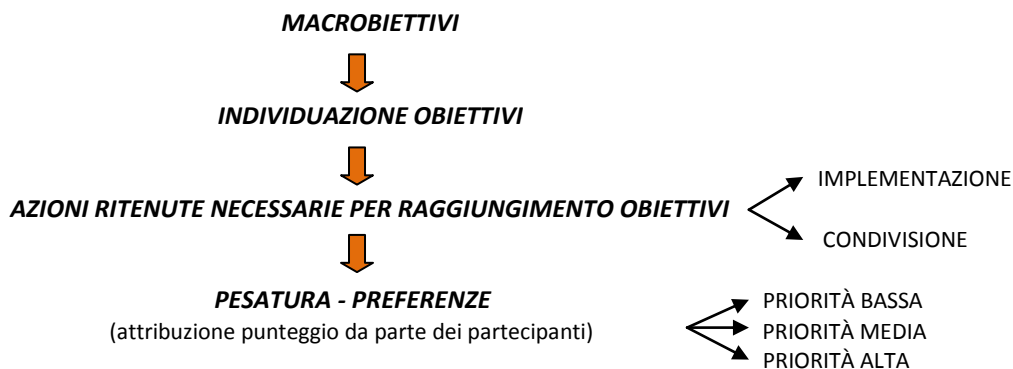 MACROBIETTIVI
INDIVIDUAZIONE OBIETTIVI
AZIONI RITENUTE NECESSARIE PER RAGGIUNGIMENTO OBIETTIVI
IMPLEMENTAZIONE
CONDIVISIONE
PESATURA - PREFERENZE
(attribuzione punteggio da parte dei partecipanti)
PRIORITÀ BASSA
PRIORITÀ MEDIA
PRIORITÀ ALTA